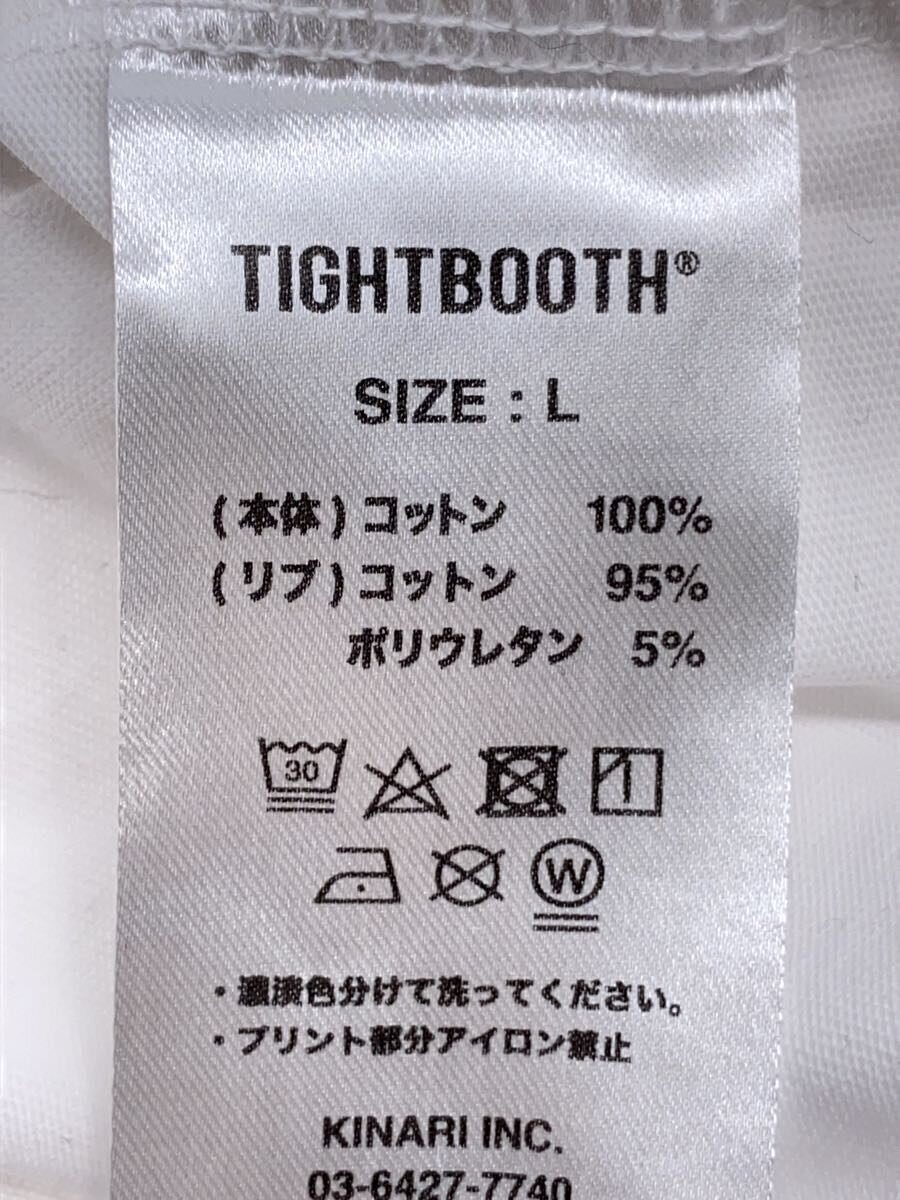 TIGHTBOOTH®
SIZE : L
(本体) コットン 100%
(リブ) コットン 95%
ポリウレタン 5%
30
W
・濃淡色分けて洗ってください。
・プリント部分アイロン禁止
KINARI INC.
03-6427-7740